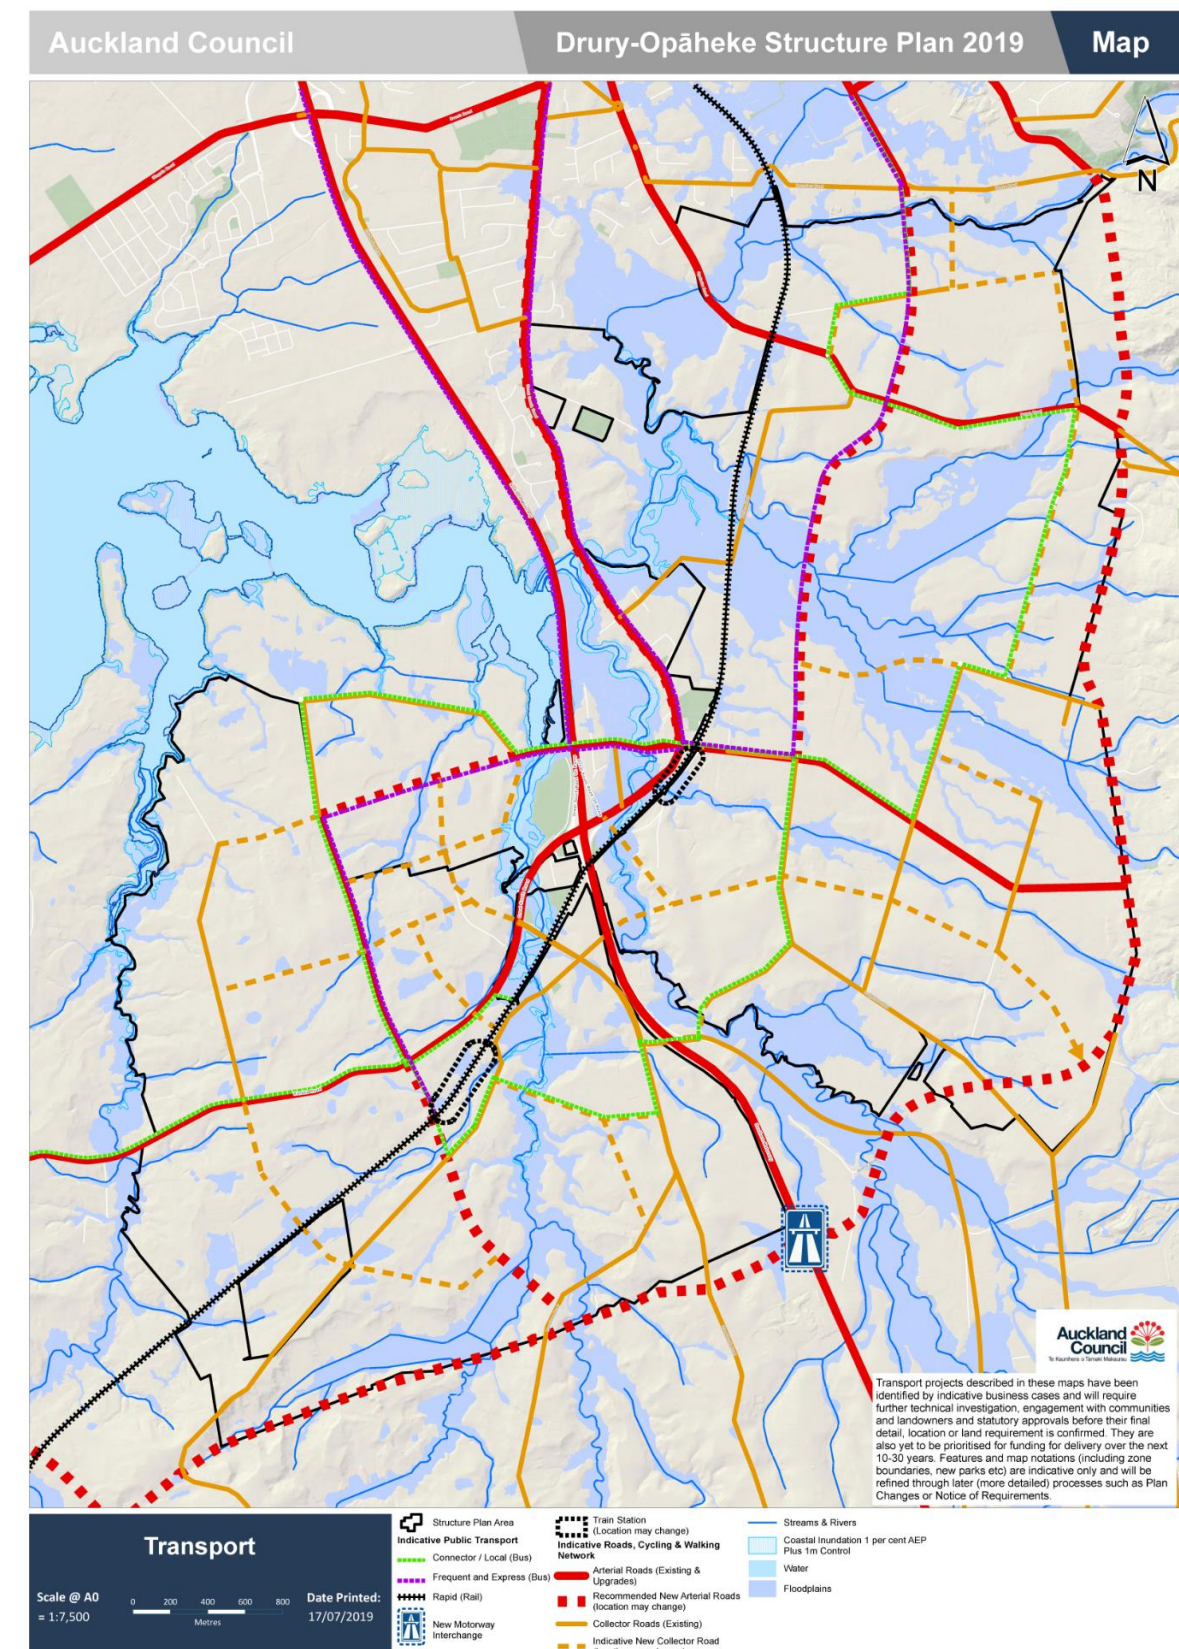 Auckland Council
Drury-Opāheke Structure Plan 2019
Map
N
Auckland
Council
Te Kaunihera o Tāmaki Makaurau
Transport projects described in these maps have been
identified by indicative business cases and will require
further technical investigation, engagement with communities
and landowners and statutory approvals before their final
detail, location or land requirement is confirmed. They are
also yet to be prioritised for funding for delivery over the next
10-30 years. Features and map notations (including zone
boundaries, new parks etc) are indicative only and will be
refined through later (more detailed) processes such as Plan
Changes or Notice of Requirements.
Transport
Scale @ A0
= 1:7,500
0 200 400 600 800
Metres
Date Printed:
17/07/2019
Structure Plan Area
Indicative Public Transport
Connector / Local (Bus)
Frequent and Express (Bus)
Rapid (Rail)
New Motorway
Interchange
Train Station
(Location may change)
Indicative Roads, Cycling & Walking
Network
Arterial Roads (Existing &
Upgrades)
Recommended New Arterial Roads
(location may change)
Collector Roads (Existing)
Indicative New Collector Road
Streams & Rivers
Coastal Inundation 1 per cent AEP
Plus 1m Control
Water
Floodplains